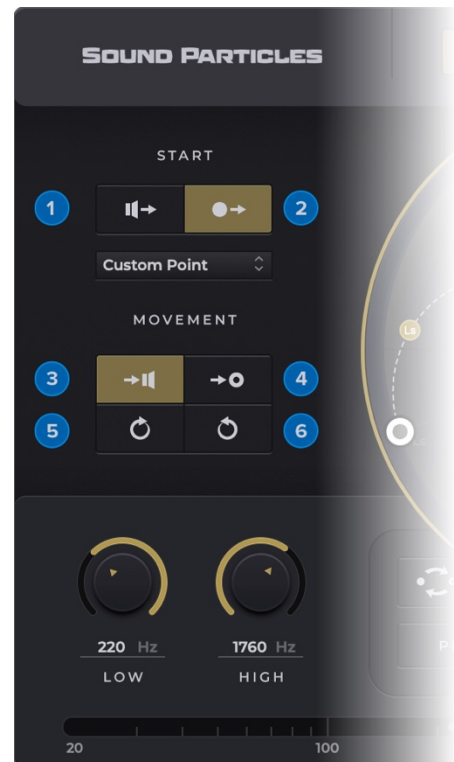 SOUND PARTICLES
START
1
2
Custom Point
MOVEMENT
3
4
5
6
Ls
220 Hz
1760 Hz
LOW
HIGH
20
100